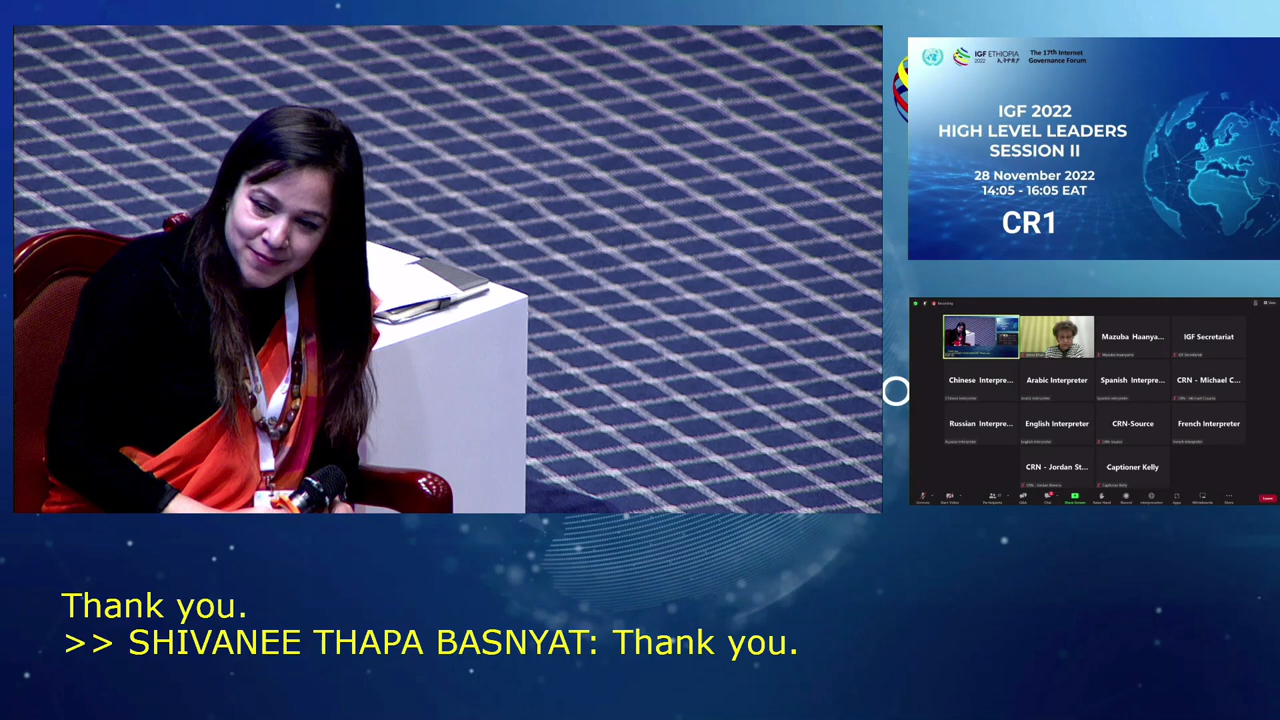 IGF ETHIOPIA
2022 ኢትዮጵያ
The 17th Internet
Governance Forum
IGF 2022
HIGH LEVEL LEADERS
SESSION II
28 November 2022
14:05 - 16:05 EAT
CR1
Recording
Mazuba Haanya...
IGF Secretariat
Chinese Interpre...
Arabic Interpreter
Spanish Interpre...
CRN - Michael C...
Russian Interpre...
English Interpreter
CRN-Source
French Interpreter
CRN - Jordan St...
Captioner Kelly
Thank you.
>> SHIVANEE THAPA BASNYAT: Thank you.